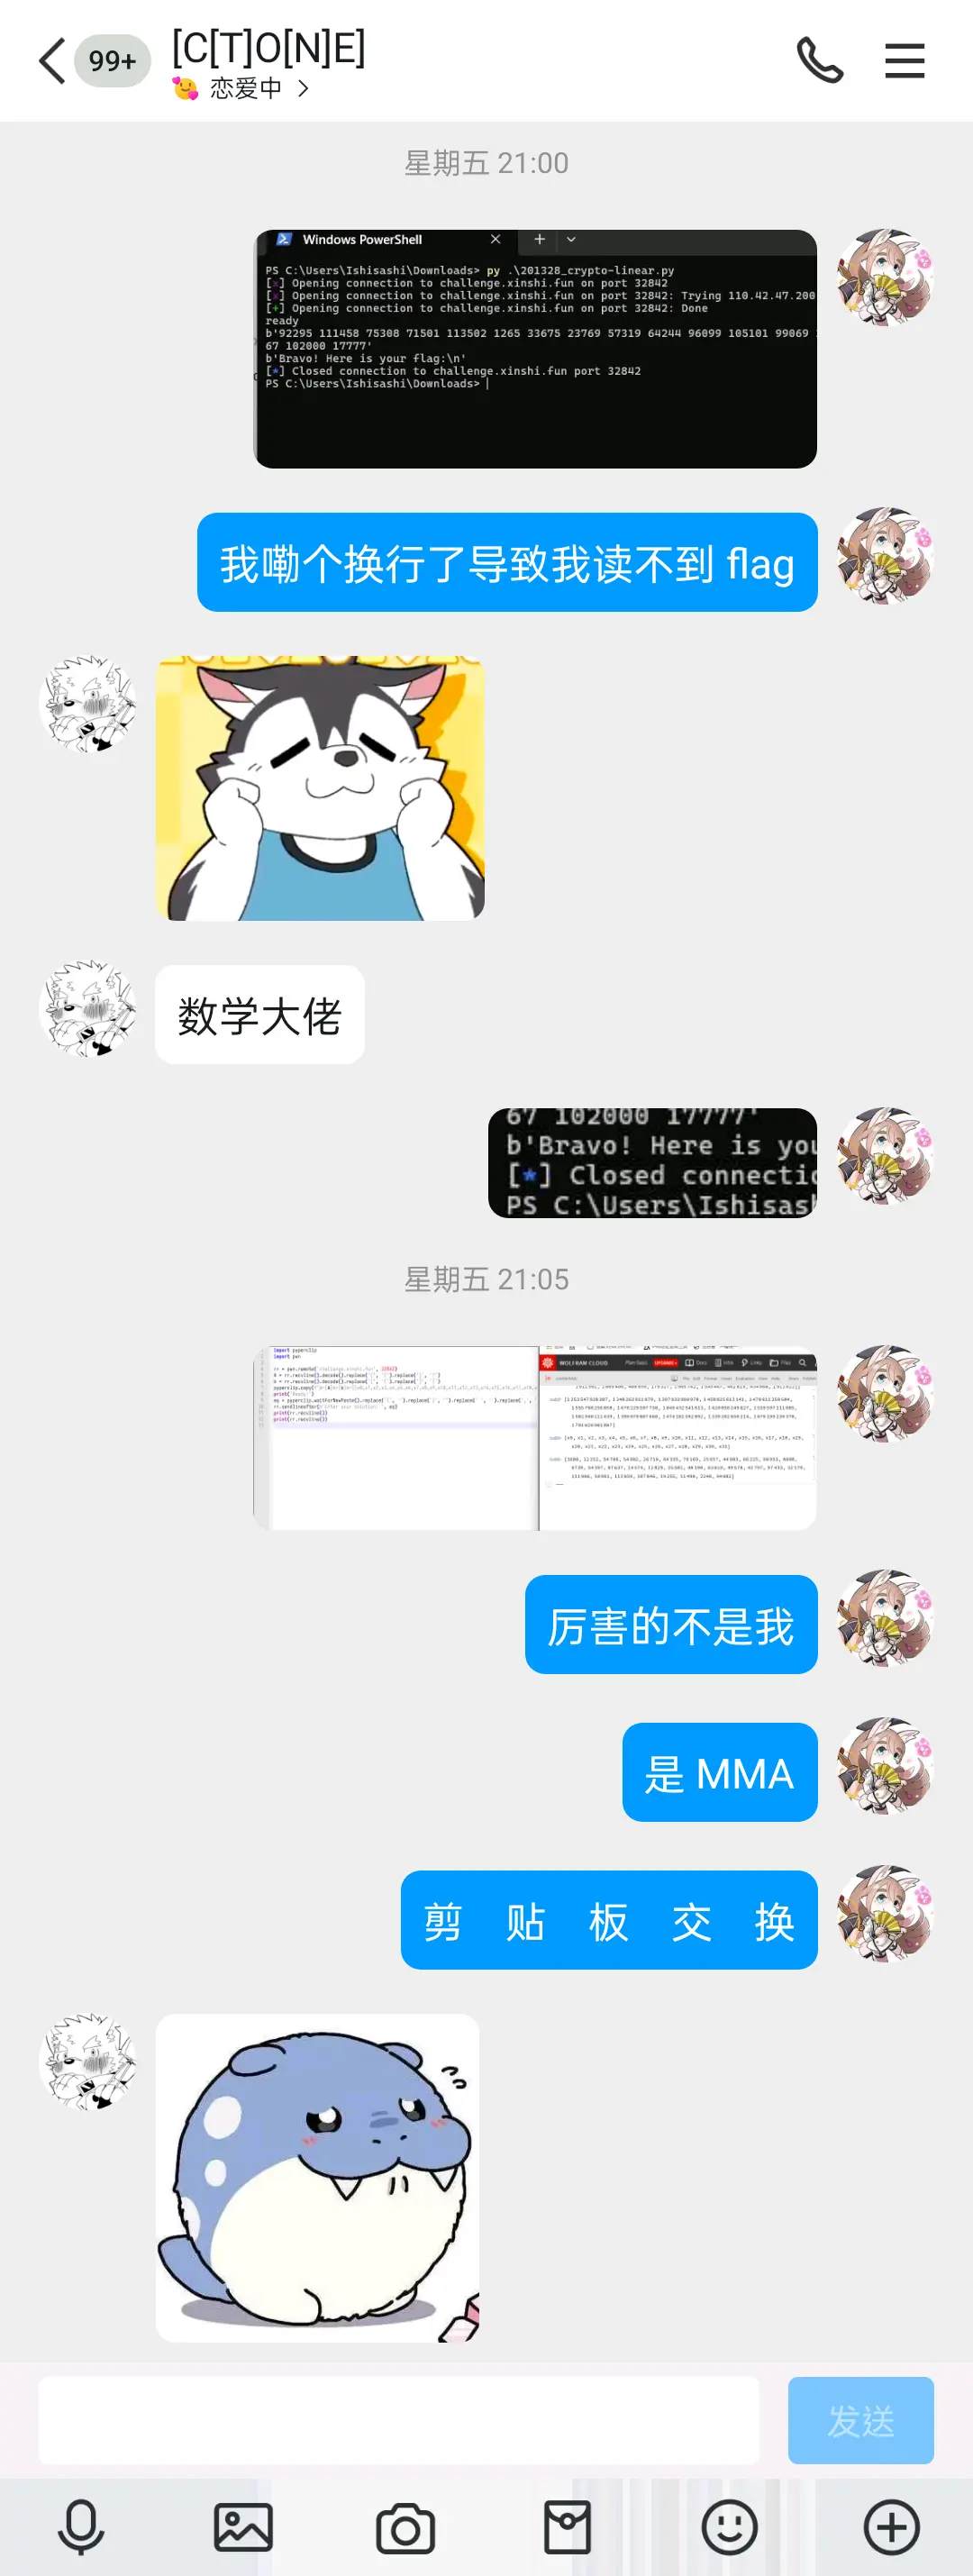 99+
[C[T]O[N]E]
恋爱中
星期五 21:00
Windows PowerShell
PS C:\Users\Ishisashi\Downloads> py .\201328_crypto-linear.py
[x] Opening connection to challenge.xinshi.fun on port 32842
[x] Opening connection to challenge.xinshi.fun on port 32842: Trying 110.42.47.200
[+] Opening connection to challenge.xinshi.fun on port 32842: Done
ready
b'92295 111458 75308 71501 113502 1265 33675 23769 57319 64244 96099 105101 99069
67 102000 17777'
b'Bravo! Here is your flag:\n'
[*] Closed connection to challenge.xinshi.fun port 32842
PS C:\Users\Ishisashi\Downloads>
我嘞个换行了导致我读不到 flag
数学大佬
67 102000 17777'
b'Bravo! Here is you
[*] Closed connectio
PS C:\Users\Ishisash
星期五 21:05
import pyperclip
import pwn
WOLFRAM CLOUD
厉害的不是我
是 MMA
剪 贴 板 交 换
发送